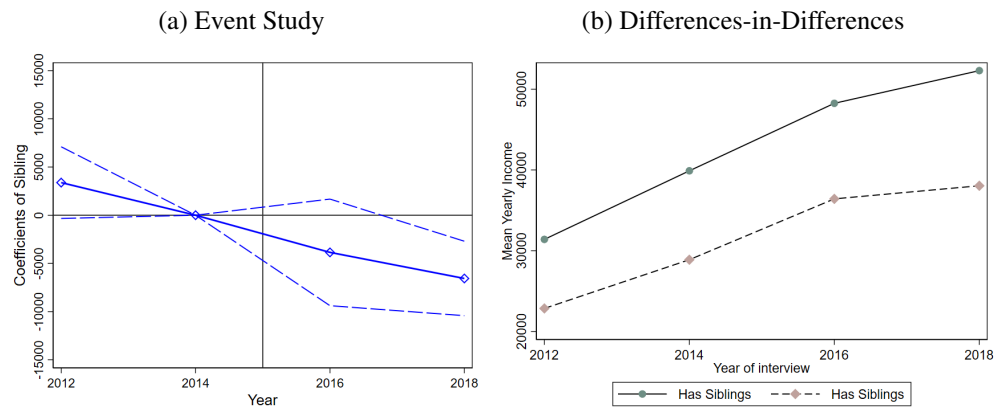 (a) Event Study
Coefficients of Sibling
15000
10000
5000
0
-5000
-10000
-15000
2012
2014
2016
2018
Year
(b) Differences-in-Differences
Mean Yearly Income
50000
40000
30000
20000
2012
2014
2016
2018
Year of interview
Has Siblings
Has Siblings